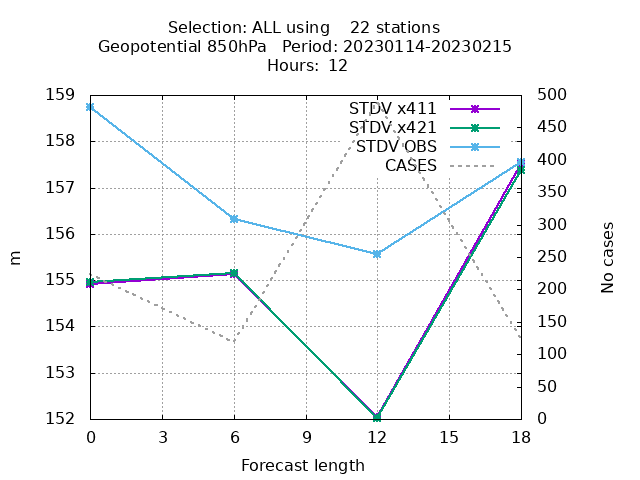 Selection: ALL using    22 stations
Geopotential 850hPa   Period: 20230114-20230215
Hours: 12
159
158
157
156
155
154
153
152
m
500
450
400
350
300
250
200
150
100
50
0
No cases
STDV x411
STDV x421
STDV OBS
CASES
0 3 6 9 12 15 18
Forecast length